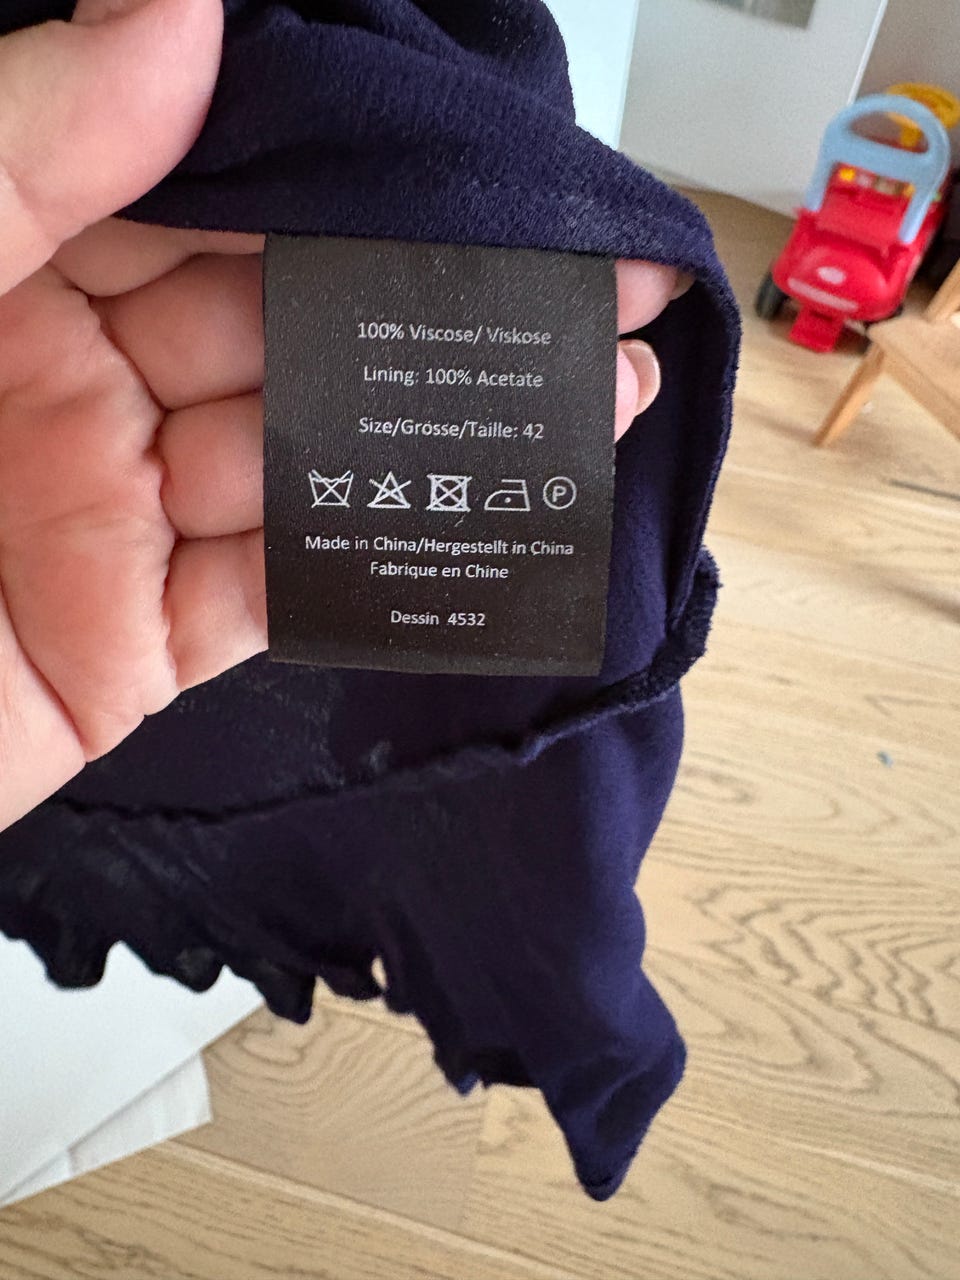 100% Viscose/ Viskose
Lining: 100% Acetate
Size/Grösse/Taille: 42
P
Made in China/Hergestellt in China
Fabrique en Chine
Dessin 4532